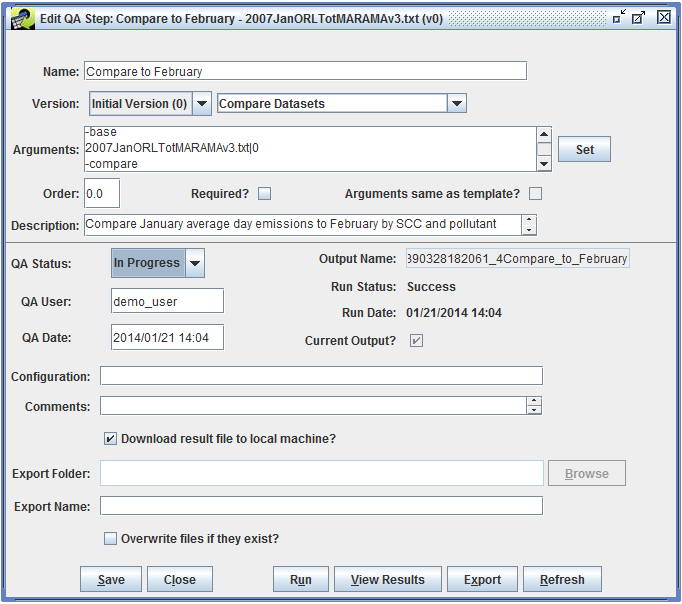 Edit QA Step: Compare to February - 2007JanORLTotMARAMAv3.txt (v0)
Name: Compare to February
Version: Initial Version (0) Compare Datasets
Arguments: -base
2007JanORLTotMARAMAv3.txt|0
-compare
Set
Order: 0.0 Required? Arguments same as template?
Description: Compare January average day emissions to February by SCC and pollutant
QA Status: In Progress Output Name: 390328182061_4Compare_to_February
Run Status: Success
QA User: demo_user
Run Date: 01/21/2014 14:04
QA Date: 2014/01/21 14:04
Current Output?
Configuration:
Comments:
Download result file to local machine?
Export Folder: Browse
Export Name:
Overwrite files if they exist?
Save Close Run View Results Export Refresh